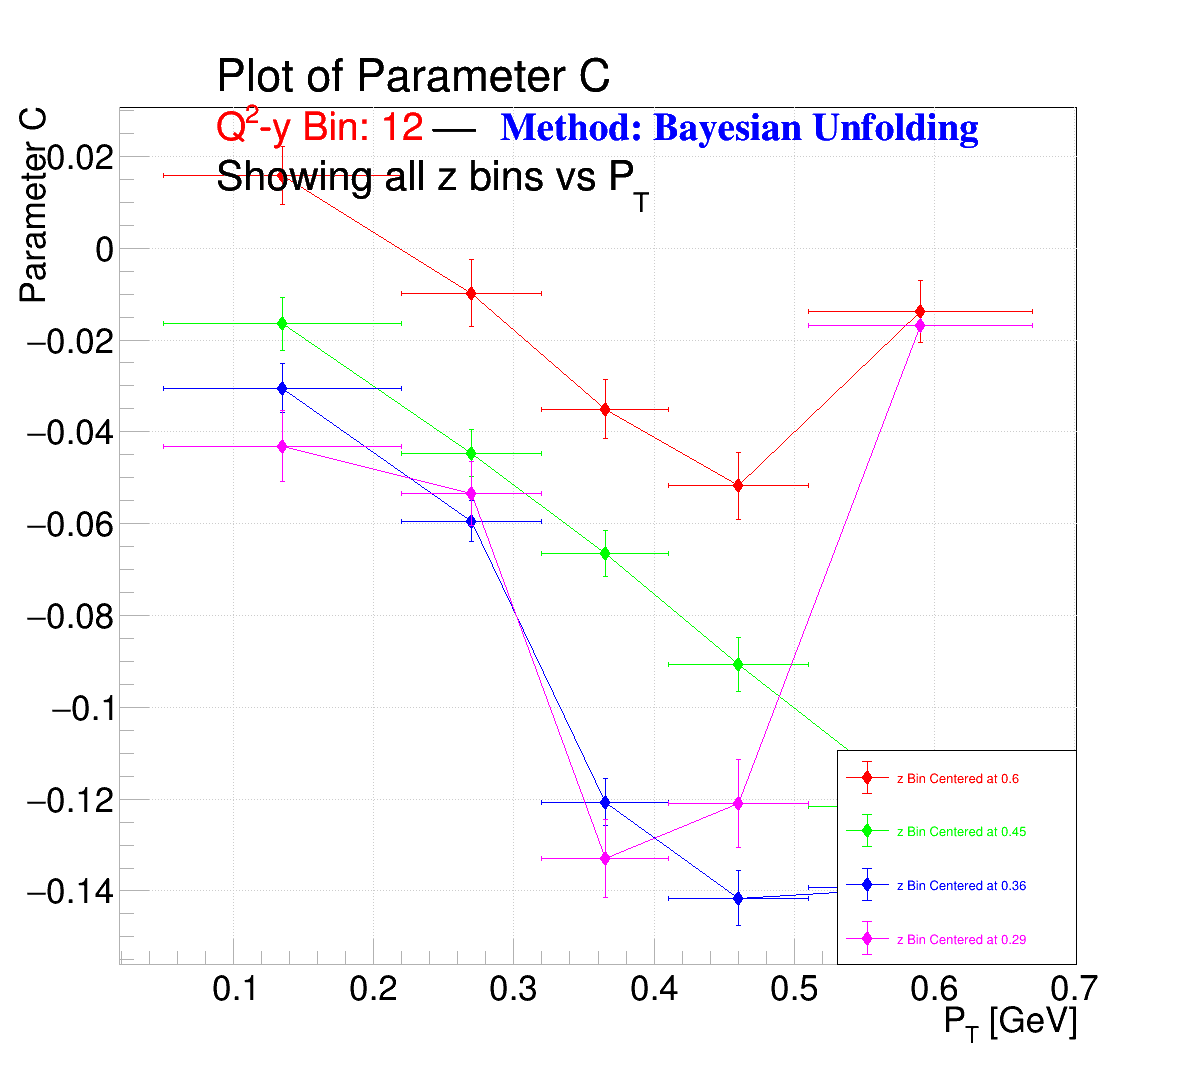 Plot of Parameter C
Q²-y Bin: 12 — Method: Bayesian Unfolding
Showing all z bins vs P_T
Parameter C
0.02
0
−0.02
−0.04
−0.06
−0.08
−0.1
−0.12
−0.14
z Bin Centered at 0.6
z Bin Centered at 0.45
z Bin Centered at 0.36
z Bin Centered at 0.29
0.1 0.2 0.3 0.4 0.5 0.6 0.7
P_T [GeV]